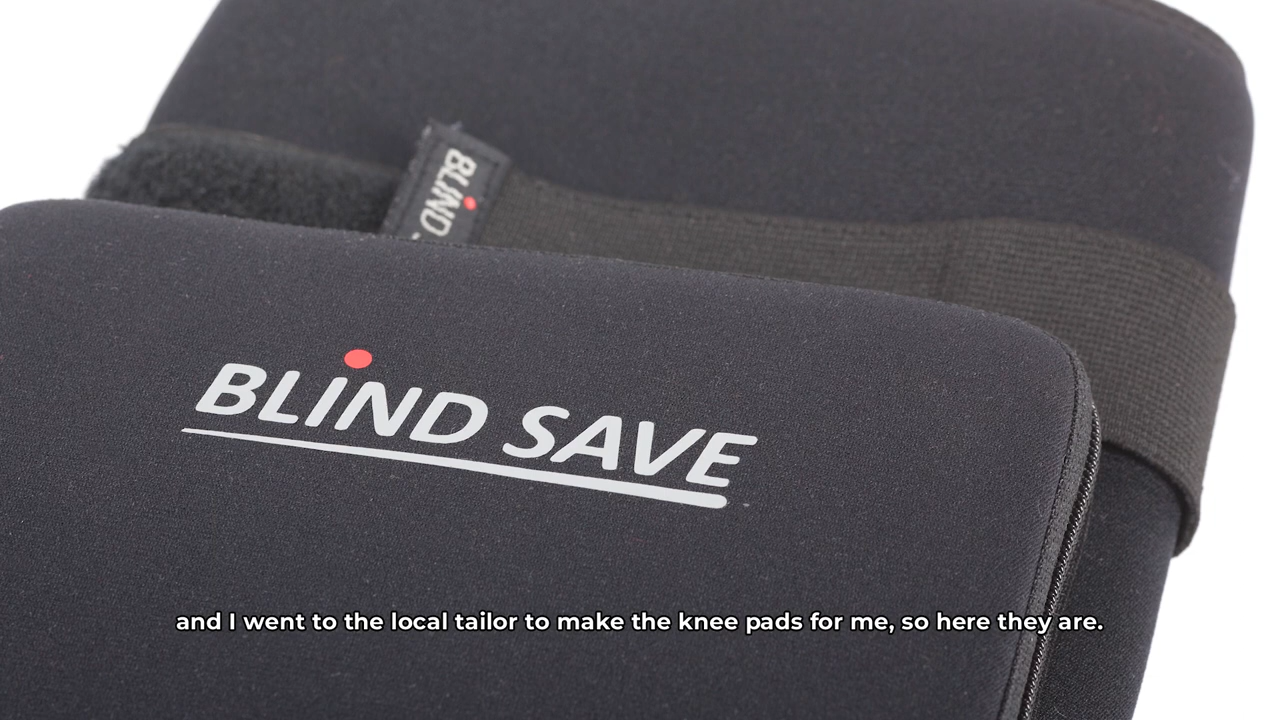 BLiND
BLiND SAVE
and I went to the local tailor to make the knee pads for me, so here they are.